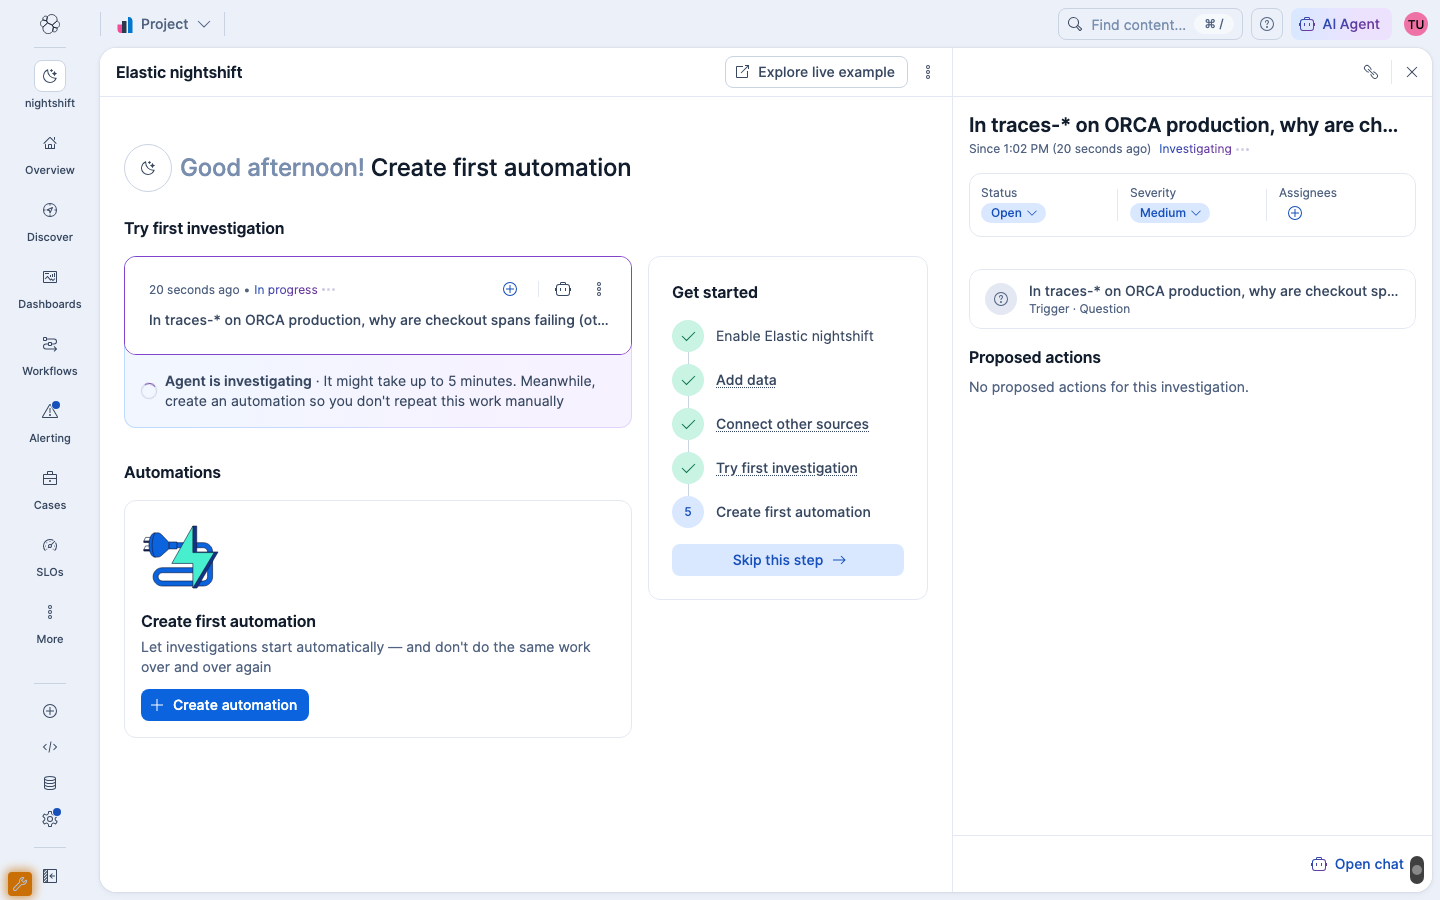 Project
Find content...
⌘ /
AI Agent
TU
nightshift
Overview
Discover
Dashboards
Workflows
Alerting
Cases
SLOs
More
Elastic nightshift
Explore live example
Good afternoon! Create first automation
Try first investigation
20 seconds ago • In progress
In traces-* on ORCA production, why are checkout spans failing (ot...
Agent is investigating · It might take up to 5 minutes. Meanwhile,
create an automation so you don't repeat this work manually
Automations
Create first automation
Let investigations start automatically — and don't do the same work
over and over again
Create automation
Get started
Enable Elastic nightshift
Add data
Connect other sources
Try first investigation
5
Create first automation
Skip this step
In traces-* on ORCA production, why are ch...
Since 1:02 PM (20 seconds ago) Investigating
Status
Open
Severity
Medium
Assignees
In traces-* on ORCA production, why are checkout sp...
Trigger · Question
Proposed actions
No proposed actions for this investigation.
Open chat